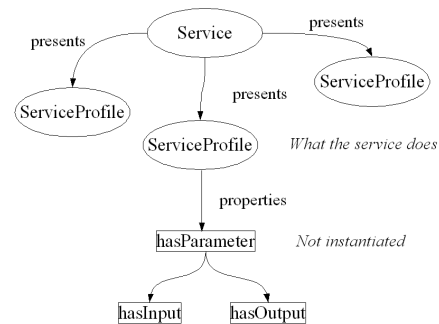 Service
presents
presents
presents
ServiceProfile
ServiceProfile
ServiceProfile
What the service does
properties
hasParameter
Not instantiated
hasInput
hasOutput